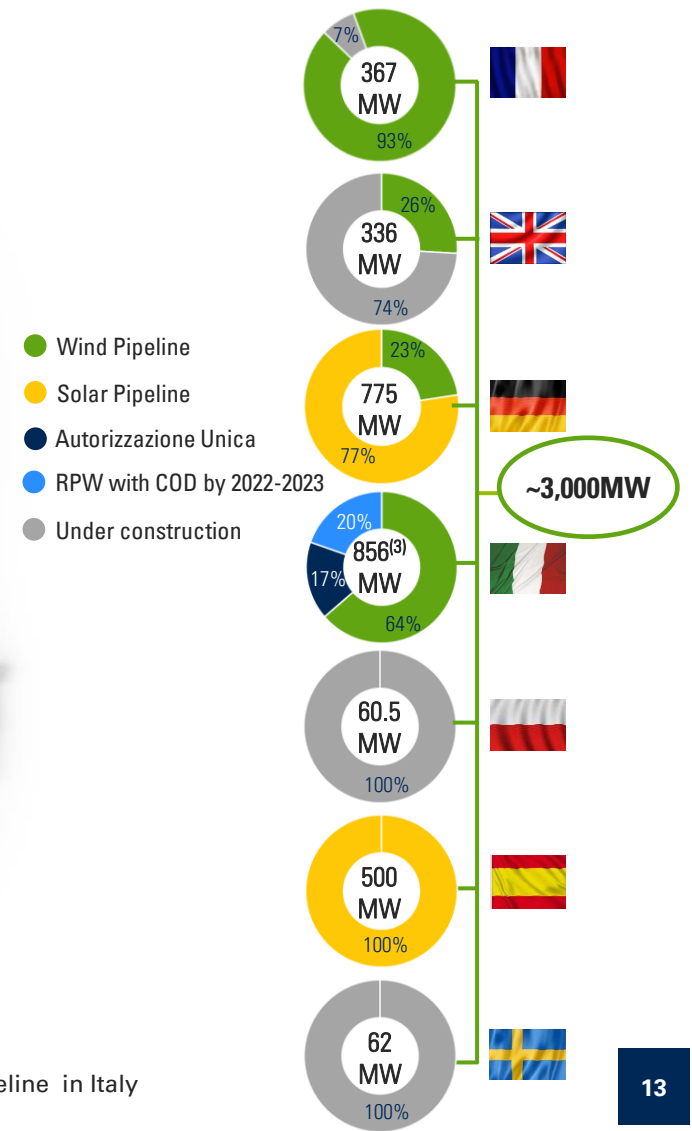 7%
367
MW
93%
26%
336
MW
74%
Wind Pipeline
Solar Pipeline
Autorizzazione Unica
RPW with COD by 2022-2023
Under construction
23%
775
MW
77%
~3,000MW
20%
856(3)
MW
17%
64%
60.5
MW
100%
500
MW
100%
62
MW
100%
in Italy
13